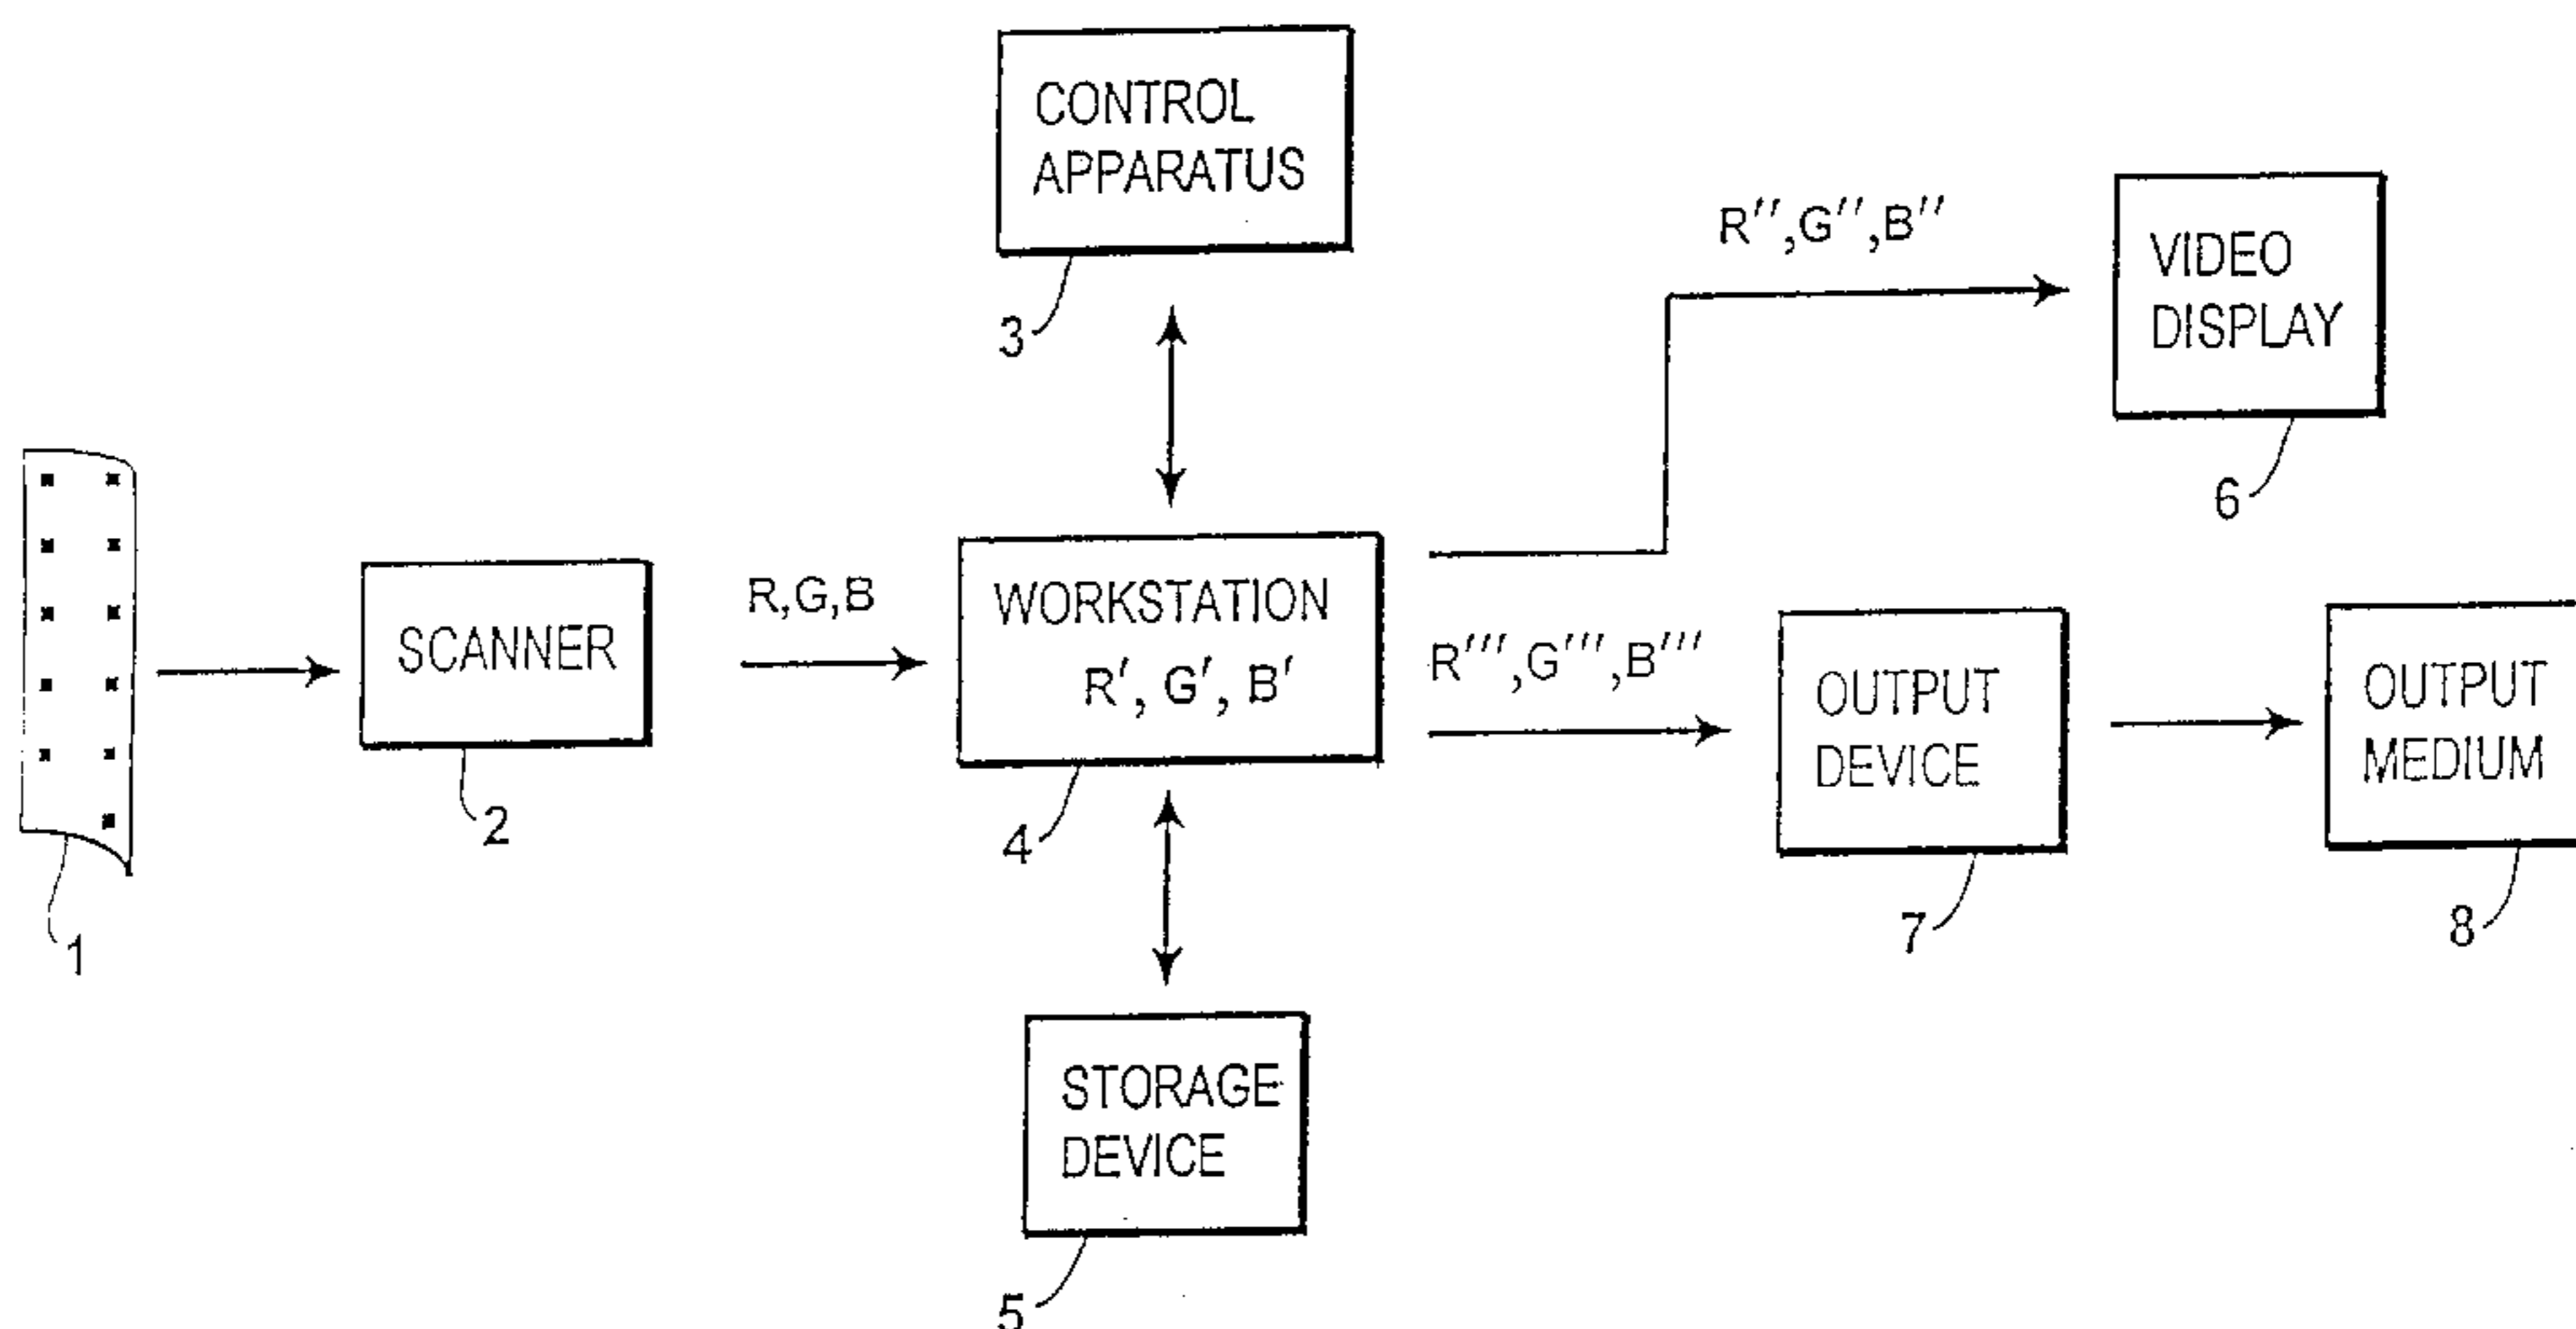 CONTROL
APPARATUS
3
R'',G'',B''
VIDEO
DISPLAY
6
1
SCANNER
2
R,G,B
WORKSTATION
R', G', B'
4
R''',G''',B'''
OUTPUT
DEVICE
7
OUTPUT
MEDIUM
8
STORAGE
DEVICE
5